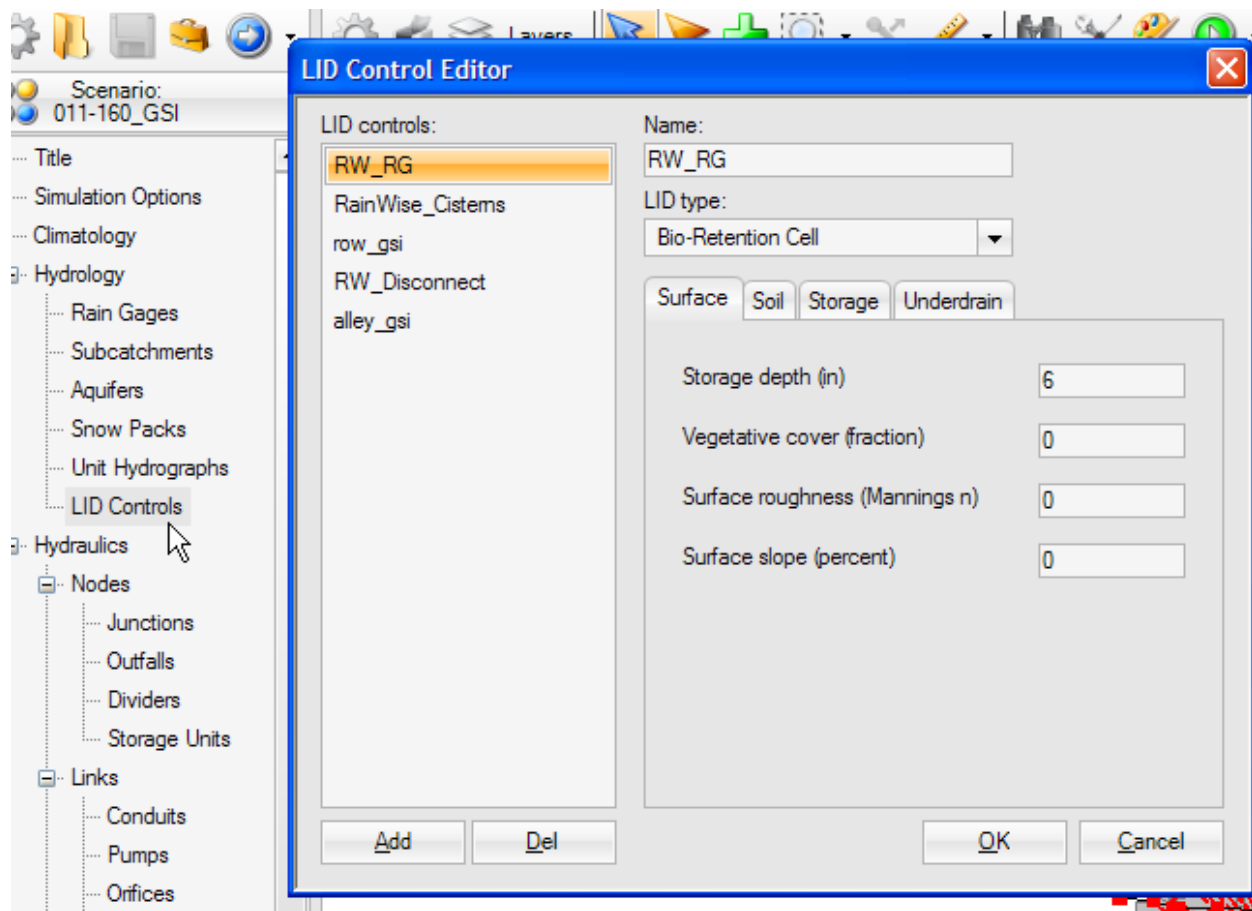 Layers
Scenario:
011-160_GSI
Title
Simulation Options
Climatology
Hydrology
Rain Gages
Subcatchments
Aquifers
Snow Packs
Unit Hydrographs
LID Controls
Hydraulics
Nodes
Junctions
Outfalls
Dividers
Storage Units
Links
Conduits
Pumps
Orifices
LID Control Editor
LID controls:
RW_RG
RainWise_Cisterns
row_gsi
RW_Disconnect
alley_gsi
Add Del
Name:
RW_RG
LID type:
Bio-Retention Cell
Surface Soil Storage Underdrain
Storage depth (in) 6
Vegetative cover (fraction) 0
Surface roughness (Mannings n) 0
Surface slope (percent) 0
OK Cancel